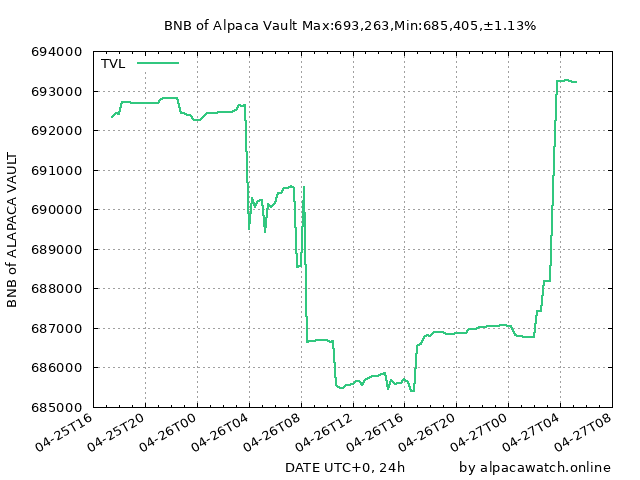 BNB of Alpaca Vault Max:693,263,Min:685,405,±1.13%
TVL
694000
693000
692000
691000
690000
689000
688000
687000
686000
685000
BNB of ALAPACA VAULT
04-25T16
04-25T20
04-26T00
04-26T04
04-26T08
04-26T12
04-26T16
04-26T20
04-27T00
04-27T04
04-27T08
DATE UTC+0, 24h
by alpacawatch.online